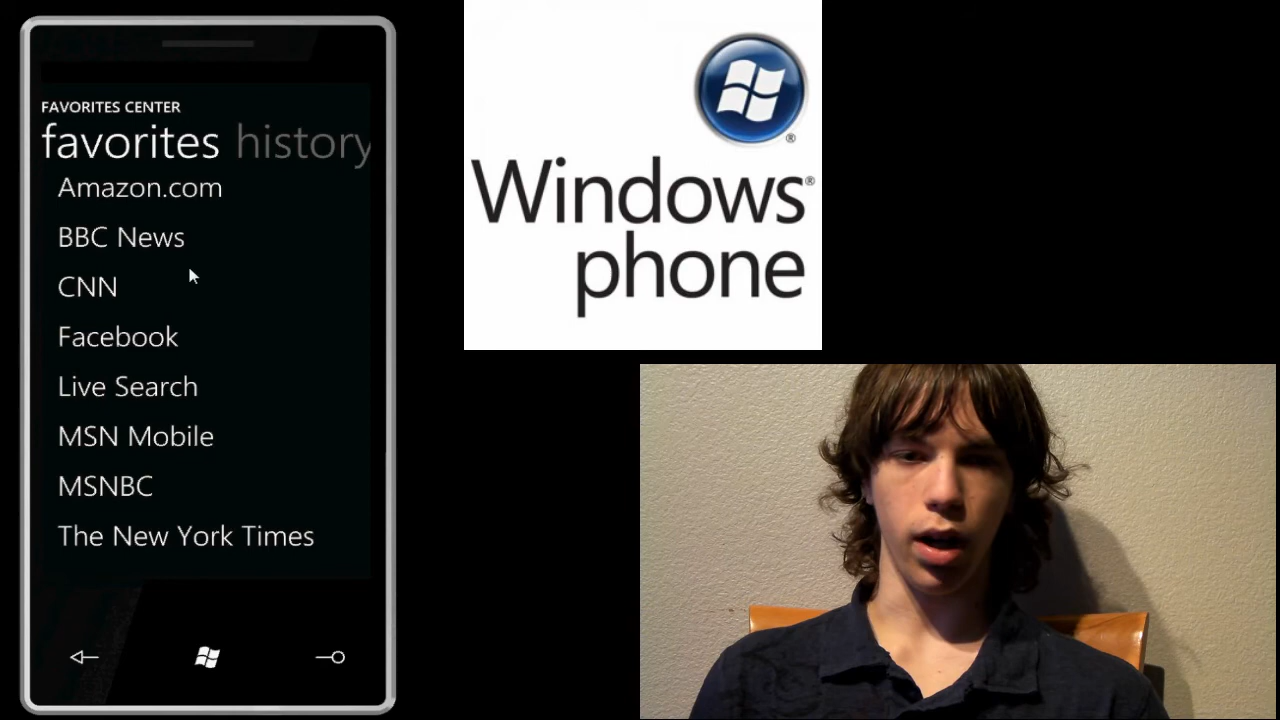 FAVORITES CENTER
favorites history
Amazon.com
BBC News
CNN
Facebook
Live Search
MSN Mobile
MSNBC
The New York Times
Windows®
phone
®